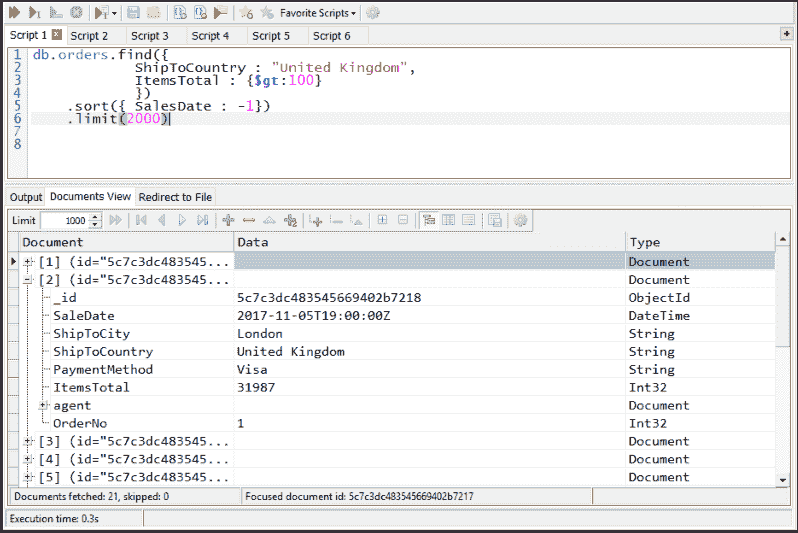 Favorite Scripts
Script 1 Script 2 Script 3 Script 4 Script 5 Script 6
1 db.orders.find({
2 ShipToCountry : "United Kingdom",
3 ItemsTotal : {$gt:100}
4 })
5 .sort({ SalesDate : -1})
6 .limit(2000)
7
8
Output Documents View Redirect to File
Limit 1000
Document Data Type
[1] (id="5c7c3dc483545... Document
[2] (id="5c7c3dc483545... Document
_id 5c7c3dc483545669402b7218 ObjectId
SaleDate 2017-11-05T19:00:00Z DateTime
ShipToCity London String
ShipToCountry United Kingdom String
PaymentMethod Visa String
ItemsTotal 31987 Int32
agent Document
OrderNo 1 Int32
[3] (id="5c7c3dc483545... Document
[4] (id="5c7c3dc483545... Document
[5] (id="5c7c3dc483545... Document
Documents fetched: 21, skipped: 0 Focused document id: 5c7c3dc483545669402b7217
Execution time: 0.3s